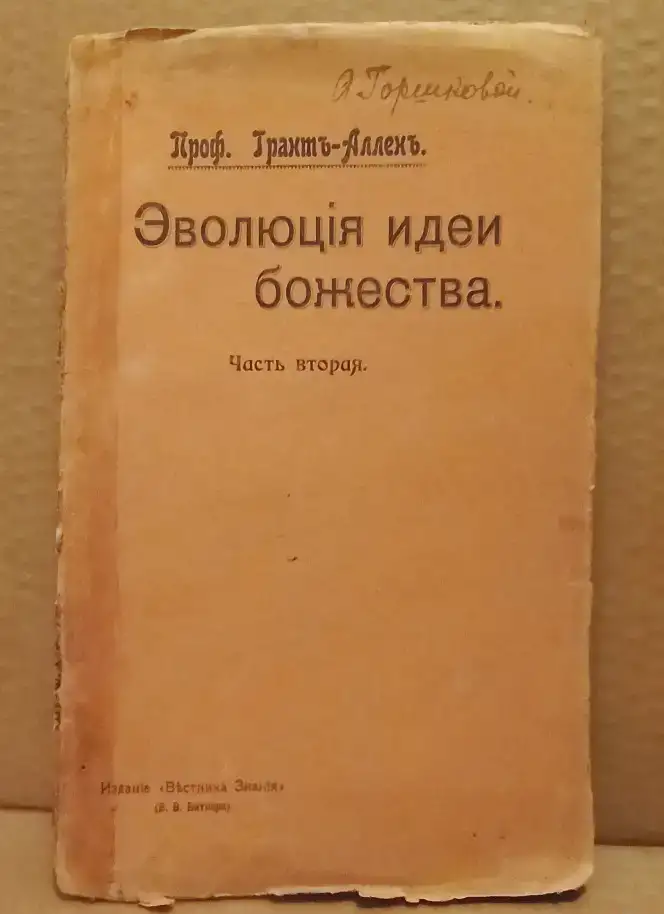 А Горшковой.
Проф. Грантъ-Алленъ.
Эволюція идеи
божества.
Часть вторая.
Изданіе «Вѣстника Знанія»
(В. В. Битнера)